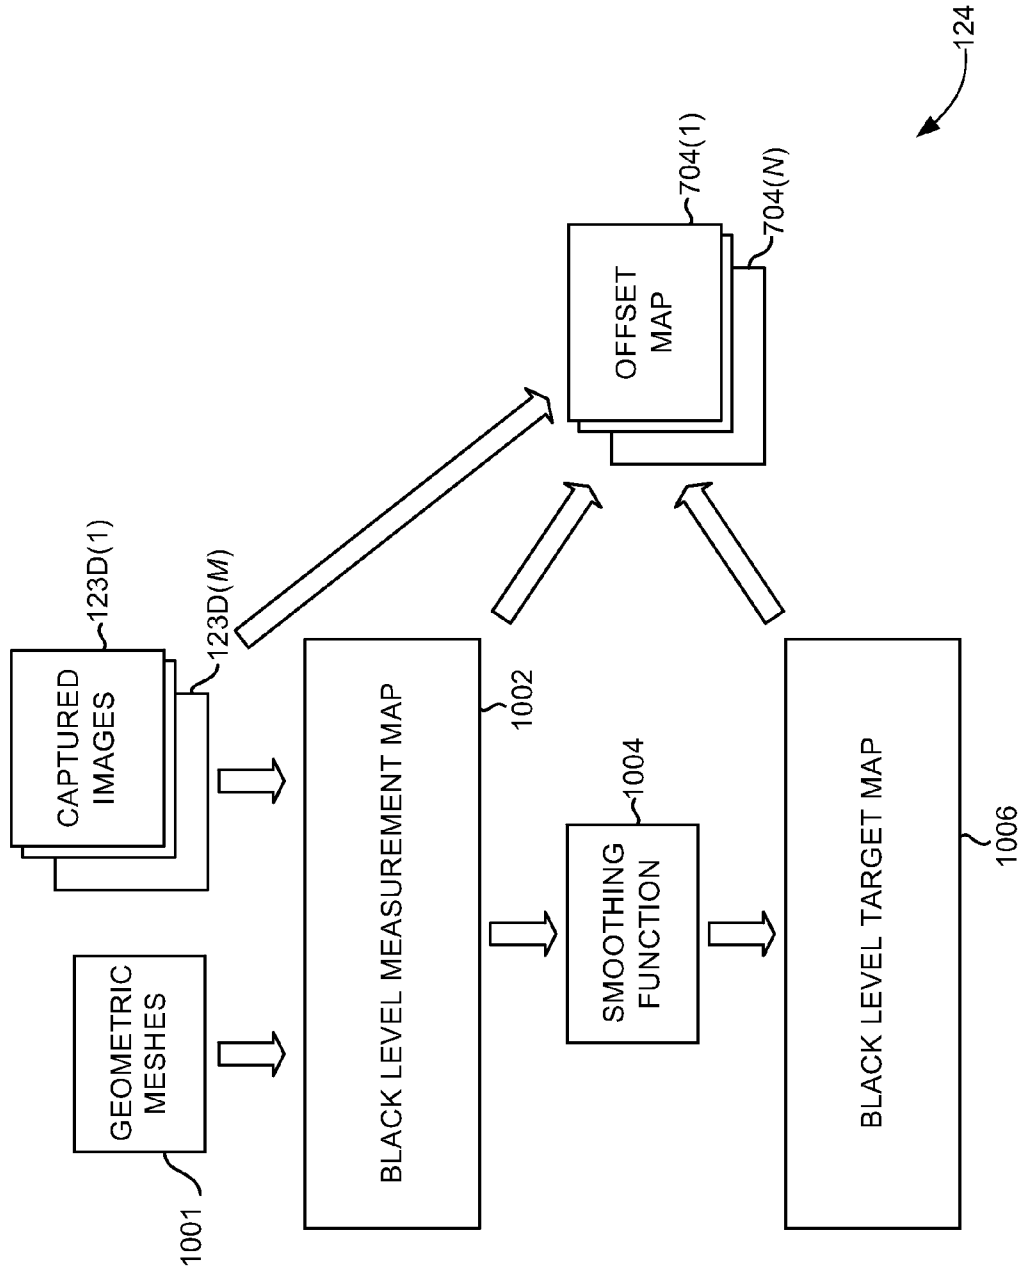 GEOMETRIC
MESHES
1001
CAPTURED
IMAGES
123D(1)
123D(M)
BLACK LEVEL MEASUREMENT MAP
1002
SMOOTHING
FUNCTION
1004
BLACK LEVEL TARGET MAP
1006
OFFSET
MAP
704(1)
704(N)
124